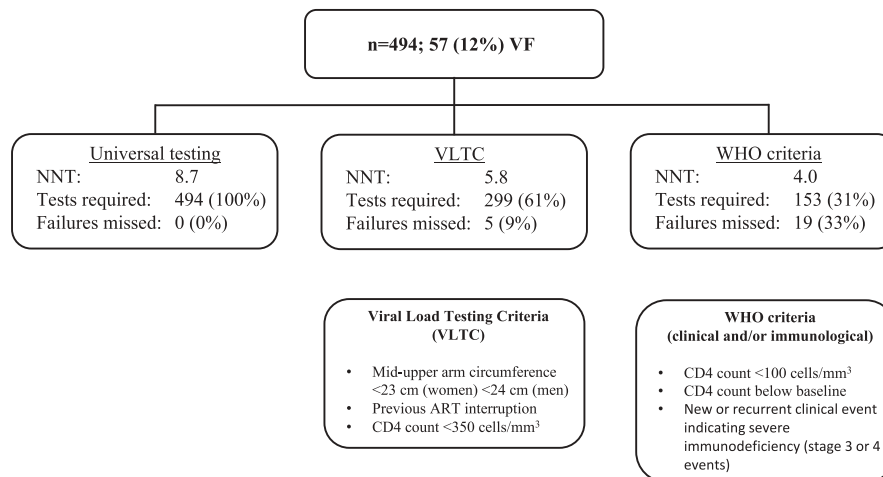 n=494; 57 (12%) VF
Universal testing
NNT: 8.7
Tests required: 494 (100%)
Failures missed: 0 (0%)
VLTC
NNT: 5.8
Tests required: 299 (61%)
Failures missed: 5 (9%)
WHO criteria
NNT: 4.0
Tests required: 153 (31%)
Failures missed: 19 (33%)
Viral Load Testing Criteria
(VLTC)
• Mid-upper arm circumference
<23 cm (women) <24 cm (men)
• Previous ART interruption
• CD4 count <350 cells/mm³
WHO criteria
(clinical and/or immunological)
• CD4 count <100 cells/mm³
• CD4 count below baseline
• New or recurrent clinical event
indicating severe
immunodeficiency (stage 3 or 4
events)